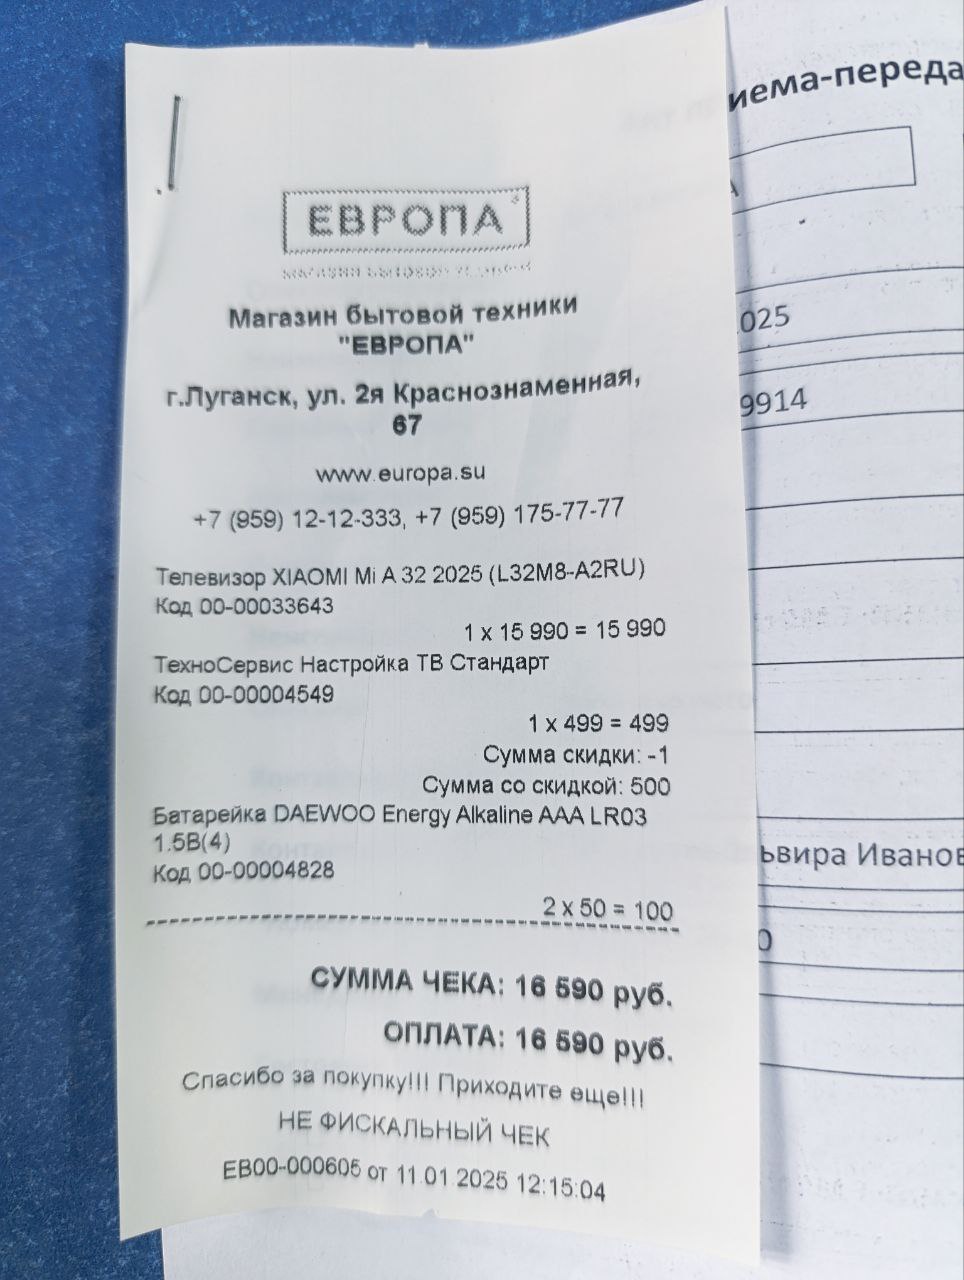 иема-переда
025
9914
ьвира Иванов
0
ЕВРОПА
магазин бытовой техники
Магазин бытовой техники
"ЕВРОПА"
г.Луганск, ул. 2я Краснознаменная,
67
www.europa.su
+7 (959) 12-12-333, +7 (959) 175-77-77
Телевизор XIAOMI Mi A 32 2025 (L32M8-A2RU)
Код 00-00033643
1 x 15 990 = 15 990
ТехноСервис Настройка ТВ Стандарт
Код 00-00004549
1 x 499 = 499
Сумма скидки: -1
Сумма со скидкой: 500
Батарейка DAEWOO Energy Alkaline AAA LR03
1.5В(4)
Код 00-00004828
2 x 50 = 100
СУММА ЧЕКА: 16 590 руб.
ОПЛАТА: 16 590 руб.
Спасибо за покупку!!! Приходите еще!!!
НЕ ФИСКАЛЬНЫЙ ЧЕК
ЕВ00-000605 от 11.01.2025 12:15:04